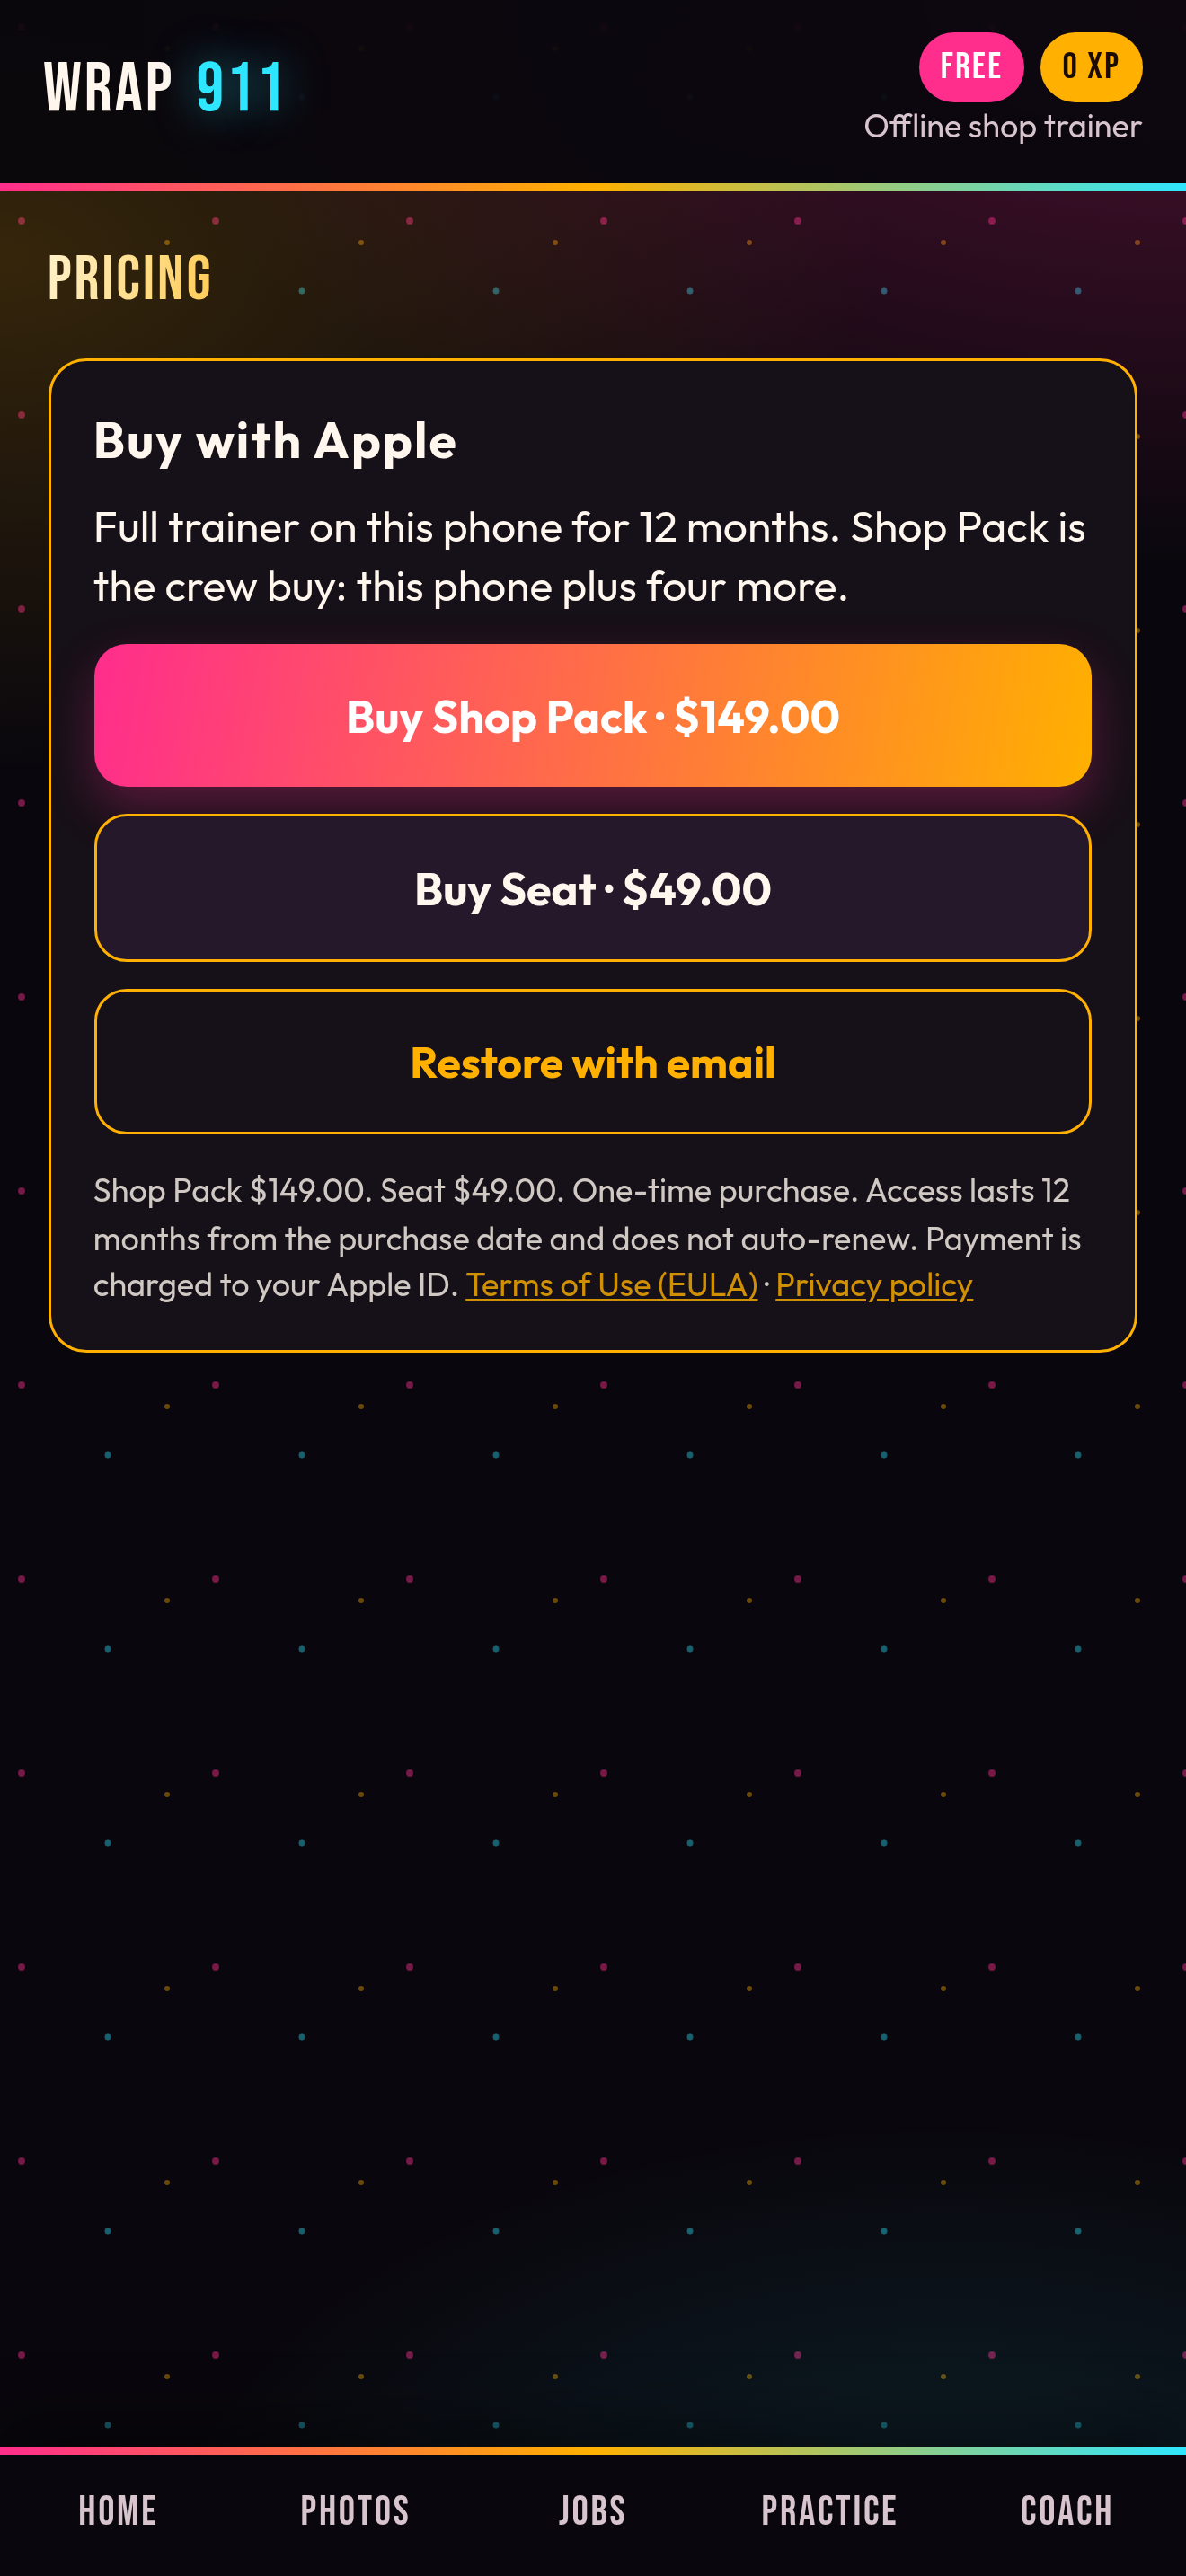 WRAP 911
FREE
0 XP
Offline shop trainer
PRICING
Buy with Apple
Full trainer on this phone for 12 months. Shop Pack is
the crew buy: this phone plus four more.
Buy Shop Pack · $149.00
Buy Seat · $49.00
Restore with email
Shop Pack $149.00. Seat $49.00. One-time purchase. Access lasts 12
months from the purchase date and does not auto-renew. Payment is
charged to your Apple ID. Terms of Use (EULA) · Privacy policy
HOME PHOTOS JOBS PRACTICE COACH